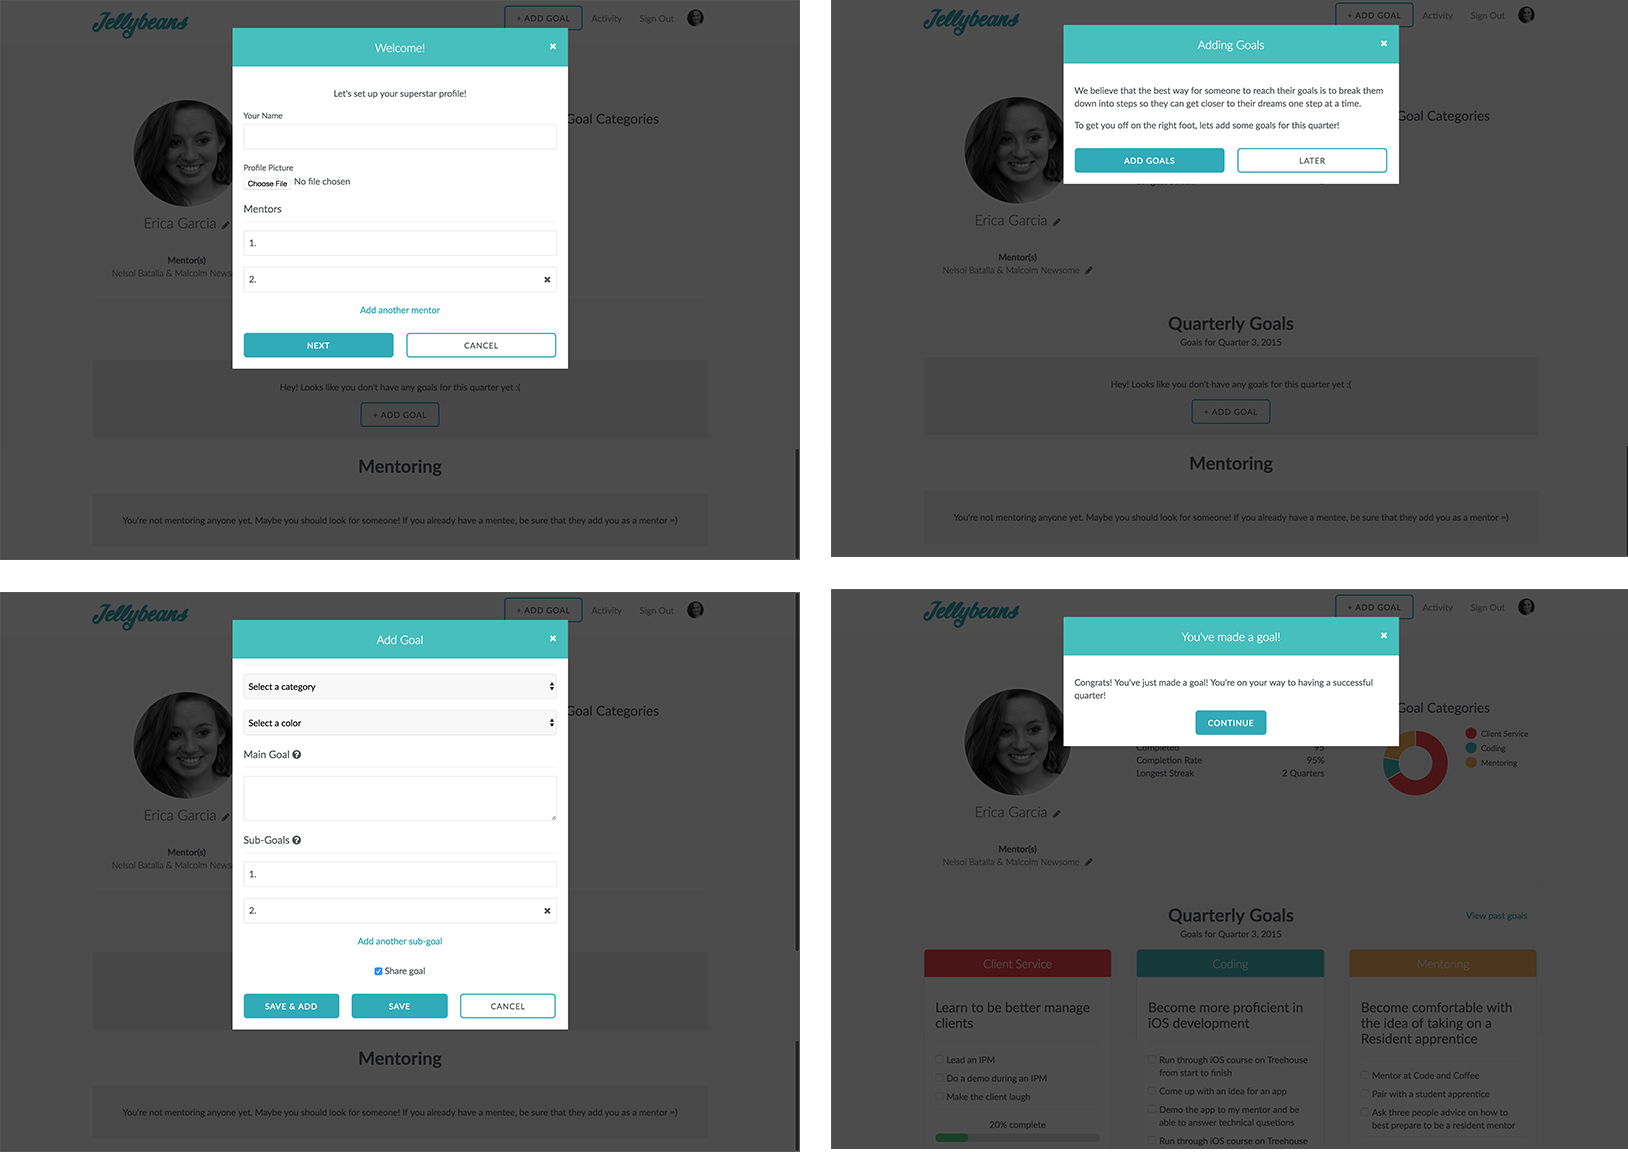 Jellybeans
+ ADD GOAL
Activity
Sign Out
Welcome!
Let's set up your superstar profile!
Your Name
Goal Categories
Profile Picture
Choose File No file chosen
Mentors
Erica Garcia
1.
Mentor(s)
Nelsol Batalla & Malcolm News
2.
Add another mentor
NEXT
CANCEL
Hey! Looks like you don't have any goals for this quarter yet :(
+ ADD GOAL
Mentoring
You're not mentoring anyone yet. Maybe you should look for someone! If you already have a mentee, be sure that they add you as a mentor =)
Jellybeans
+ ADD GOAL
Activity
Sign Out
Adding Goals
We believe that the best way for someone to reach their goals is to break them
down into steps so they can get closer to their dreams one step at a time.
Goal Categories
To get you off on the right foot, lets add some goals for this quarter!
ADD GOALS
LATER
Erica Garcia
Mentor(s)
Nelsol Batalla & Malcolm Newsome
Quarterly Goals
Goals for Quarter 3, 2015
Hey! Looks like you don't have any goals for this quarter yet :(
+ ADD GOAL
Mentoring
You're not mentoring anyone yet. Maybe you should look for someone! If you already have a mentee, be sure that they add you as a mentor =)
Jellybeans
+ ADD GOAL
Activity
Sign Out
Add Goal
Select a category
Goal Categories
Select a color
Main Goal
Erica Garcia
Sub-Goals
Mentor(s)
Nelsol Batalla & Malcolm News
1.
2.
Add another sub-goal
Share goal
SAVE & ADD
SAVE
CANCEL
Mentoring
You're not mentoring anyone yet. Maybe you should look for someone! If you already have a mentee, be sure that they add you as a mentor =)
Jellybeans
+ ADD GOAL
Activity
Sign Out
You've made a goal!
Congrats! You've just made a goal! You're on your way to having a successful
quarter!
Goal Categories
CONTINUE
Client Service
Coding
Mentoring
Completed 95
Completion Rate 95%
Longest Streak 2 Quarters
Erica Garcia
Mentor(s)
Nelsol Batalla & Malcolm Newsome
Quarterly Goals
View past goals
Goals for Quarter 3, 2015
Client Service
Learn to be better manage
clients
Lead an IPM
Do a demo during an IPM
Make the client laugh
20% complete
Coding
Become more proficient in
iOS development
Run through iOS course on Treehouse
from start to finish
Come up with an idea for an app
Demo the app to my mentor and be
able to answer technical qusetions
Run through iOS course on Treehouse
Mentoring
Become comfortable with
the idea of taking on a
Resident apprentice
Mentor at Code and Coffee
Pair with a student apprentice
Ask three people advice on how to
best prepare to be a resident mentor